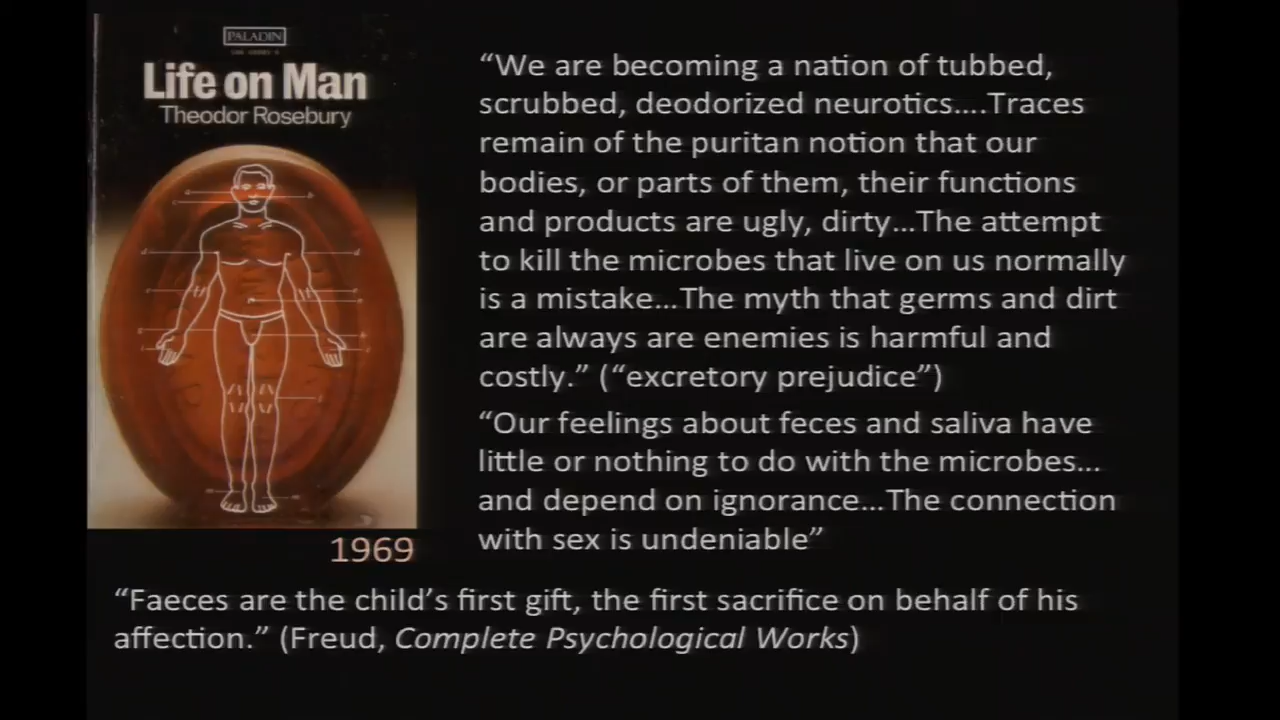 PALADIN
Life on Man
Theodor Rosebury
1969
“We are becoming a nation of tubbed,
scrubbed, deodorized neurotics....Traces
remain of the puritan notion that our
bodies, or parts of them, their functions
and products are ugly, dirty...The attempt
to kill the microbes that live on us normally
is a mistake...The myth that germs and dirt
are always are enemies is harmful and
costly.” (“excretory prejudice”)
“Our feelings about feces and saliva have
little or nothing to do with the microbes...
and depend on ignorance...The connection
with sex is undeniable”
“Faeces are the child’s first gift, the first sacrifice on behalf of his
affection.” (Freud, Complete Psychological Works)